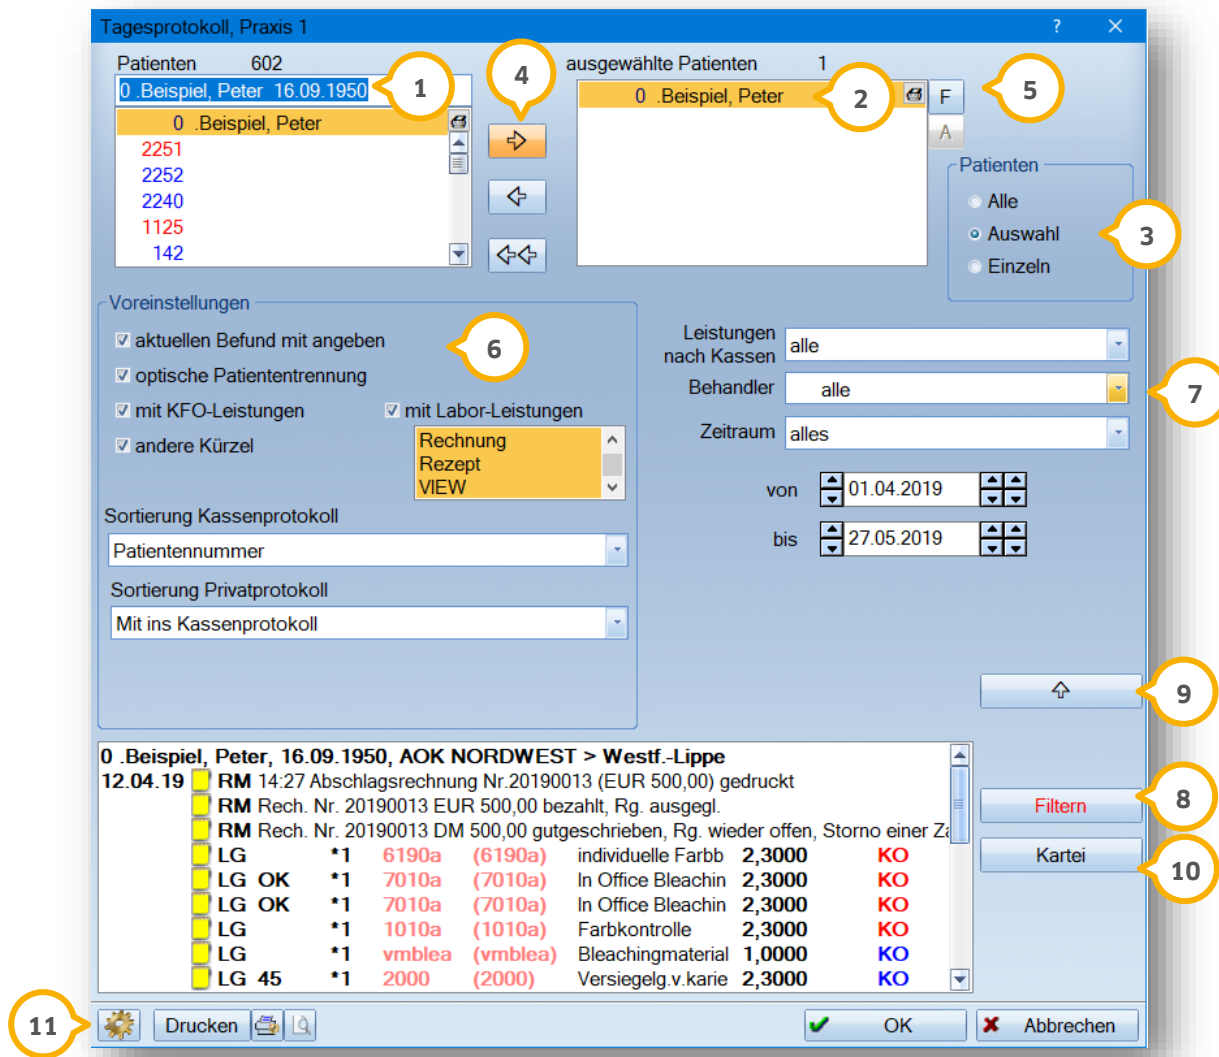 Tagesprotokoll, Praxis 1 ?
Patienten 602 ausgewählte Patienten 1
0 .Beispiel, Peter 16.09.1950
0 .Beispiel, Peter
2251
2252
2240
1125
142
0 .Beispiel, Peter
F
A
Patienten
Alle
Auswahl
Einzeln
1
4
2
5
3
Voreinstellungen
aktuellen Befund mit angeben
optische Patiententrennung
mit KFO-Leistungen
mit Labor-Leistungen
andere Kürzel
Rechnung
Rezept
VIEW
6
Sortierung Kassenprotokoll
Patientennummer
Sortierung Privatprotokoll
Mit ins Kassenprotokoll
Leistungen
nach Kassen alle
Behandler alle
Zeitraum alles
von 01.04.2019
bis 27.05.2019
7
9
0 .Beispiel, Peter, 16.09.1950, AOK NORDWEST > Westf.-Lippe
12.04.19 RM 14:27 Abschlagsrechnung Nr.20190013 (EUR 500,00) gedruckt
RM Rech. Nr. 20190013 EUR 500,00 bezahlt, Rg. ausgegl.
RM Rech. Nr. 20190013 DM 500,00 gutgeschrieben, Rg. wieder offen, Storno einer Za
LG *1 6190a (6190a) individuelle Farbb 2,3000 KO
LG OK *1 7010a (7010a) In Office Bleachin 2,3000 KO
LG OK *1 7010a (7010a) In Office Bleachin 2,3000 KO
LG *1 1010a (1010a) Farbkontrolle 2,3000 KO
LG *1 vmblea (vmblea) Bleachingmaterial 1,0000 KO
LG 45 *1 2000 (2000) Versiegelg.v.karie 2,3000 KO
Filtern
8
Kartei
10
11
Drucken
OK
Abbrechen